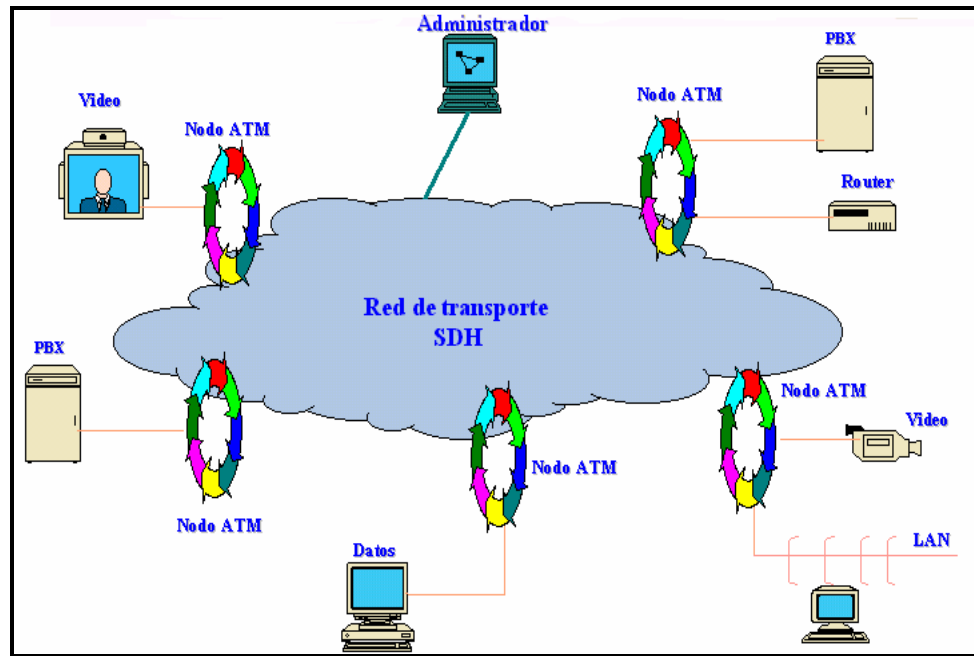 Administrador
PBX
Video
Nodo ATM
Nodo ATM
Router
Red de transporte
SDH
PBX
Nodo ATM
Video
Nodo ATM
Nodo ATM
Datos
LAN